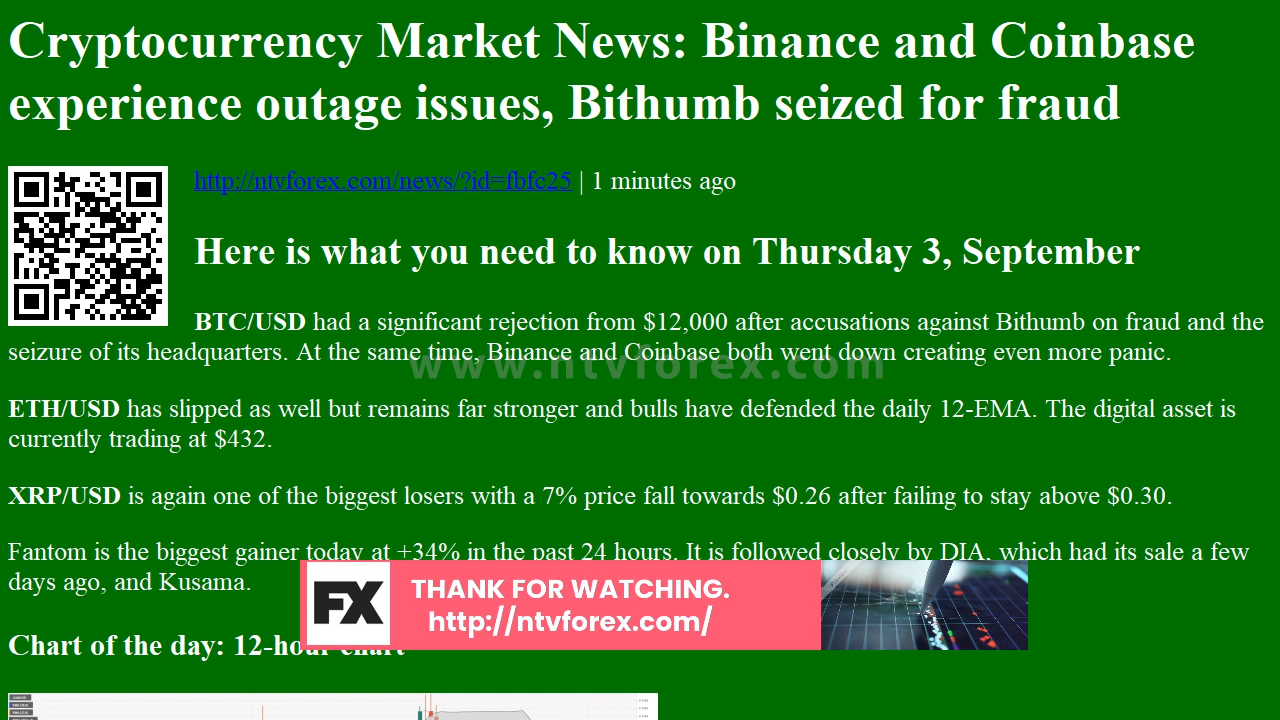 Cryptocurrency Market News: Binance and Coinbase
experience outage issues, Bithumb seized for fraud
http://ntvforex.com/news/?id=fbfc25 | 1 minutes ago
Here is what you need to know on Thursday 3, September
BTC/USD had a significant rejection from $12,000 after accusations against Bithumb on fraud and the
seizure of its headquarters. At the same time, Binance and Coinbase both went down creating even more panic.
www.ntvforex.com
ETH/USD has slipped as well but remains far stronger and bulls have defended the daily 12-EMA. The digital asset is
currently trading at $432.
XRP/USD is again one of the biggest losers with a 7% price fall towards $0.26 after failing to stay above $0.30.
Fantom is the biggest gainer today at +34% in the past 24 hours. It is followed closely by DIA, which had its sale a few
days ago, and Kusama.
FX
THANK FOR WATCHING.
http://ntvforex.com/
Chart of the day: 12-hour chart